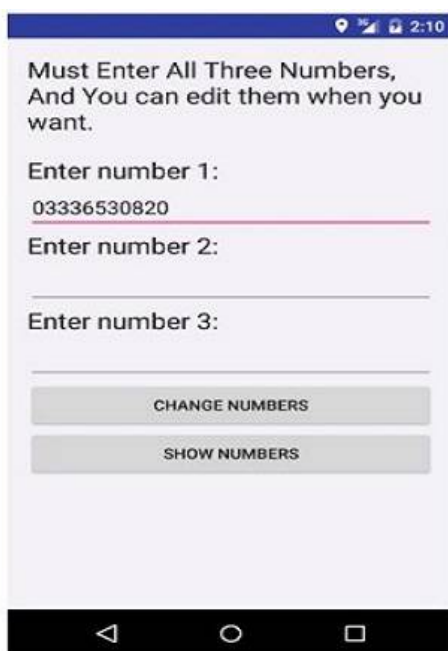 3G 2:10
Must Enter All Three Numbers,
And You can edit them when you
want.
Enter number 1:
03336530820
Enter number 2:
Enter number 3:
CHANGE NUMBERS
SHOW NUMBERS